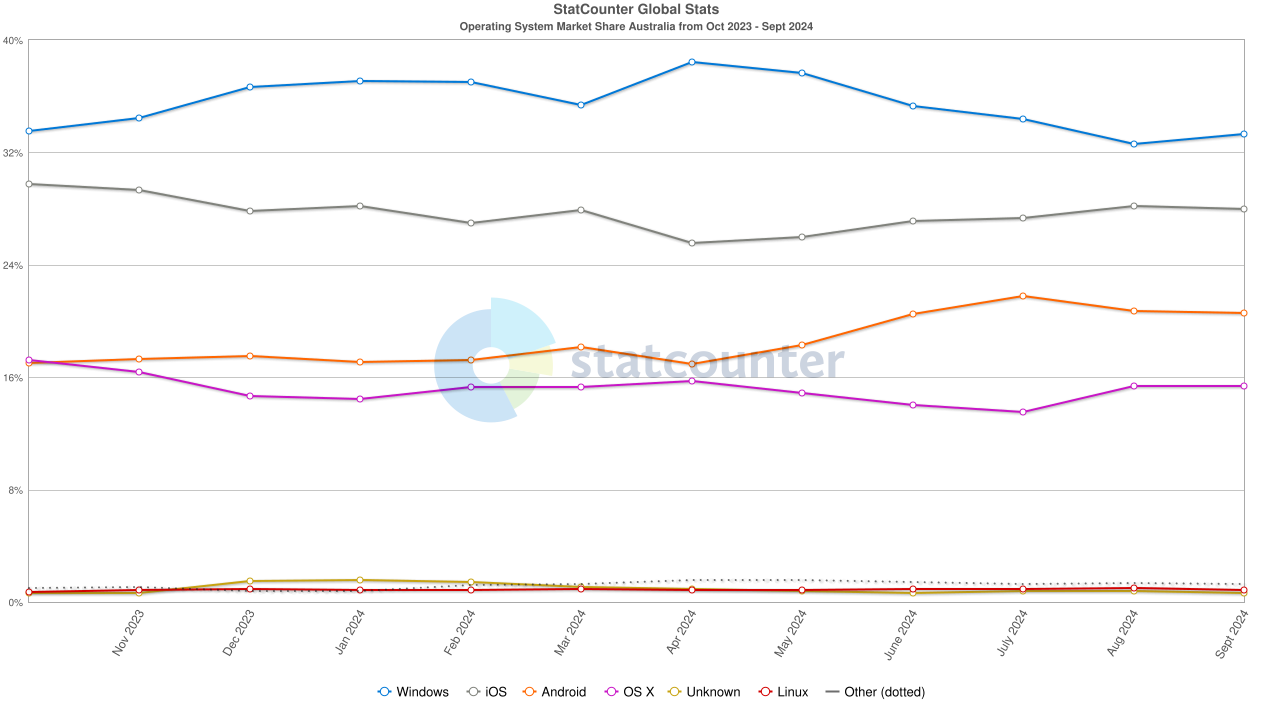 StatCounter Global Stats
Operating System Market Share Australia from Oct 2023 - Sept 2024
40%
32%
24%
16%
8%
0%
statcounter
Nov 2023
Dec 2023
Jan 2024
Feb 2024
Mar 2024
Apr 2024
May 2024
June 2024
July 2024
Aug 2024
Sept 2024
Windows iOS Android OS X Unknown Linux Other (dotted)